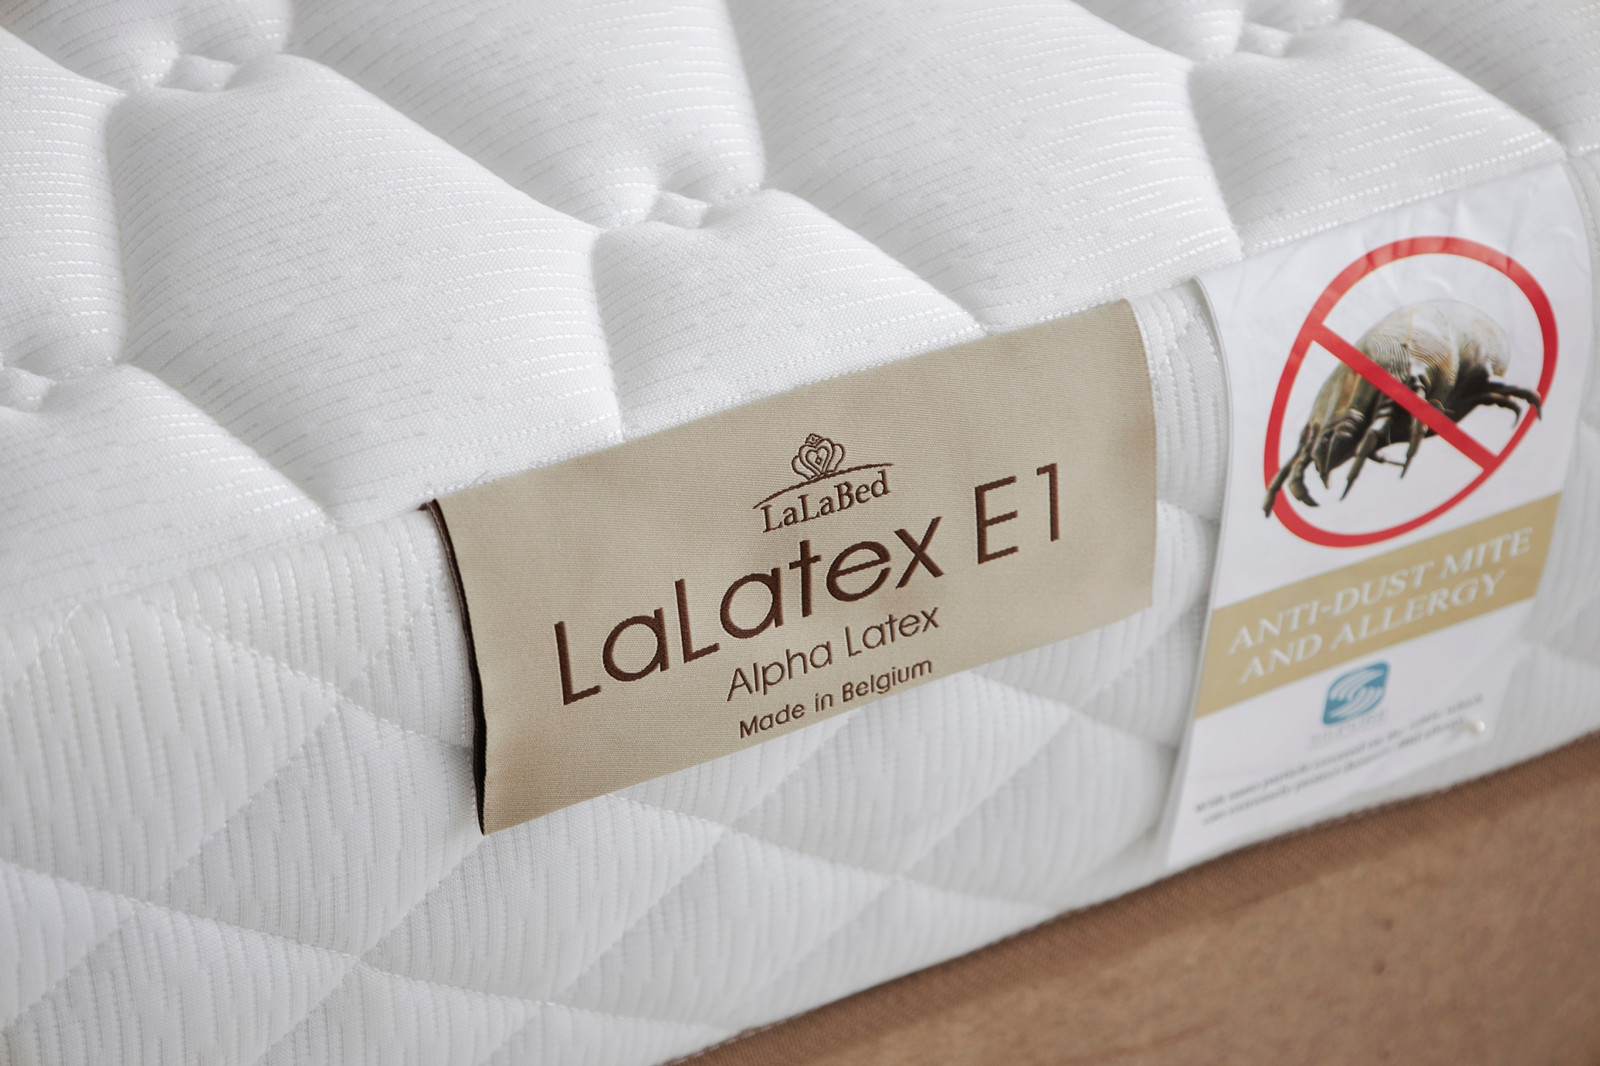 LaLaBed
LaLatex E1
Alpha Latex
Made in Belgium
ANTI-DUST MITE
AND ALLERGY